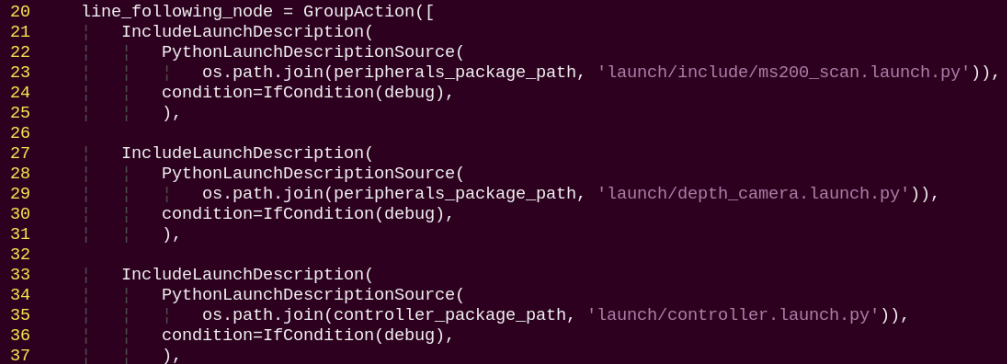 20 line_following_node = GroupAction([
21 IncludeLaunchDescription(
22 PythonLaunchDescriptionSource(
23 os.path.join(peripherals_package_path, 'launch/include/ms200_scan.launch.py')),
24 condition=IfCondition(debug),
25 ),
26
27 IncludeLaunchDescription(
28 PythonLaunchDescriptionSource(
29 os.path.join(peripherals_package_path, 'launch/depth_camera.launch.py')),
30 condition=IfCondition(debug),
31 ),
32
33 IncludeLaunchDescription(
34 PythonLaunchDescriptionSource(
35 os.path.join(controller_package_path, 'launch/controller.launch.py')),
36 condition=IfCondition(debug),
37 ),